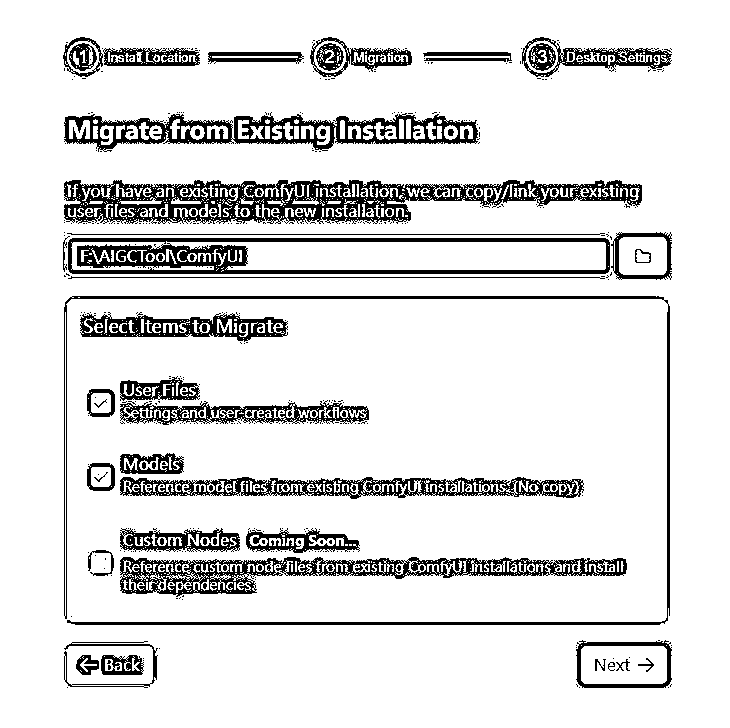 1 Install Location 2 Migration 3 Desktop Settings
Migrate from Existing Installation
If you have an existing ComfyUI installation, we can copy/link your existing
user files and models to the new installation.
F:\AIGCTool\ComfyUI
Select Items to Migrate
User Files
Settings and user-created workflows
Models
Reference model files from existing ComfyUI installations. (No copy)
Custom Nodes Coming Soon...
Reference custom node files from existing ComfyUI installations and install
their dependencies.
← Back Next →